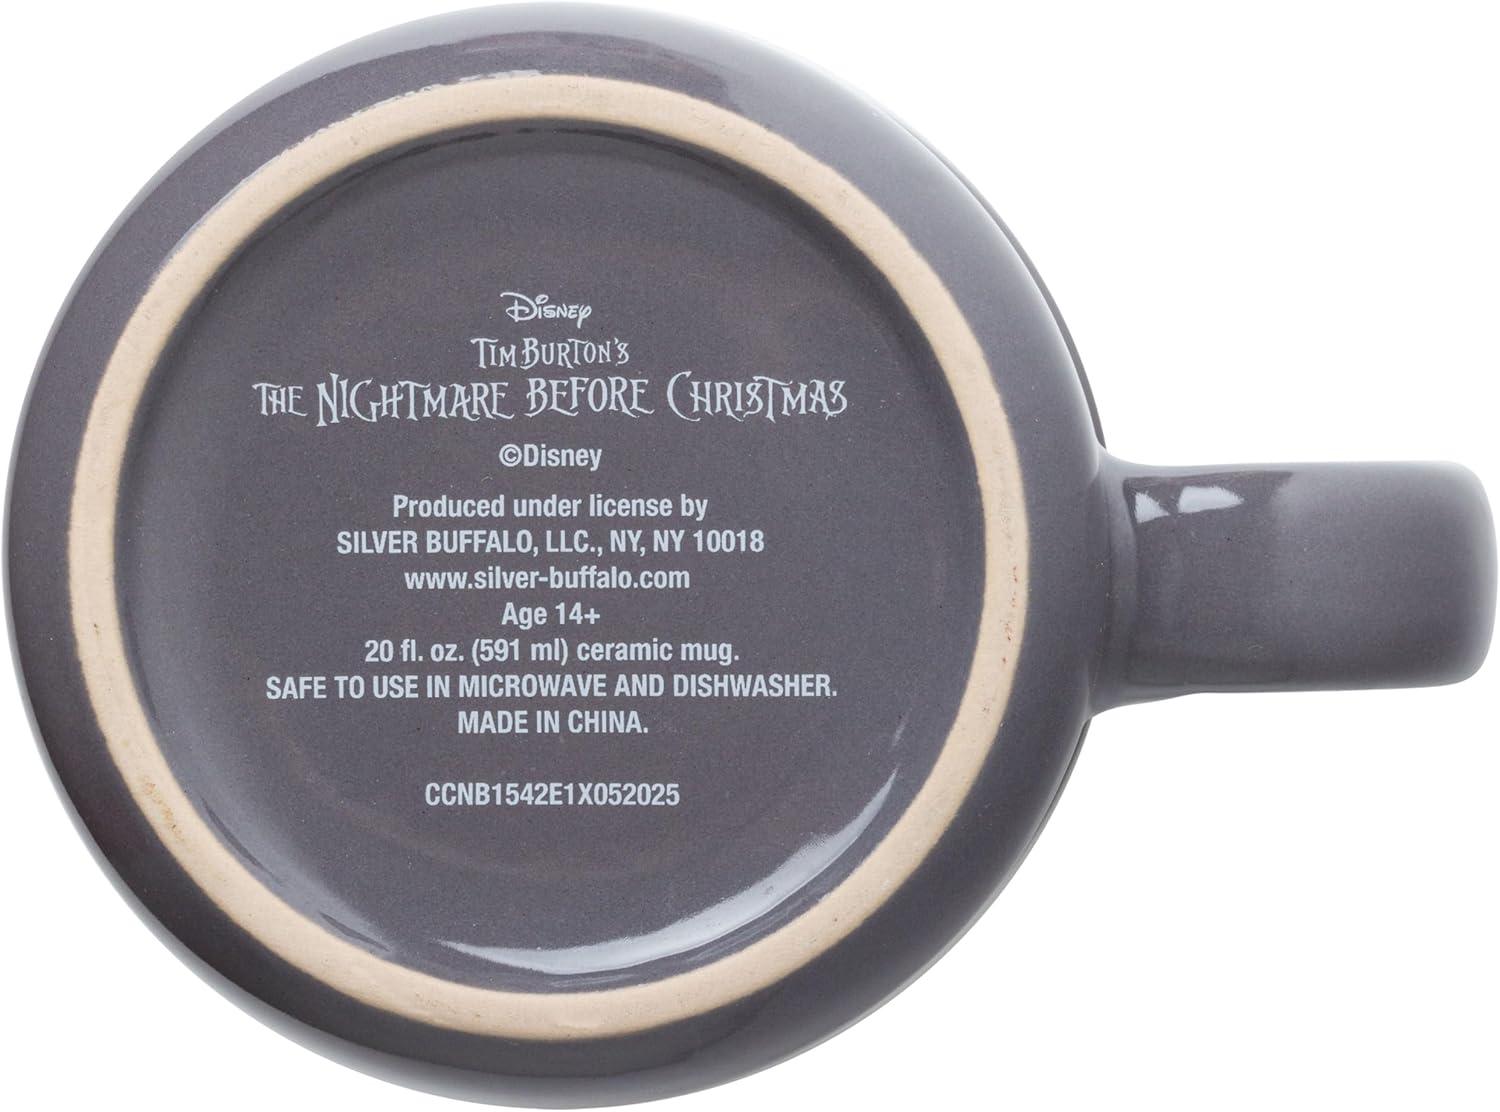 Disney
TIM BURTON'S
THE NIGHTMARE BEFORE CHRISTMAS
©Disney
Produced under license by
SILVER BUFFALO, LLC., NY, NY 10018
www.silver-buffalo.com
Age 14+
20 fl. oz. (591 ml) ceramic mug.
SAFE TO USE IN MICROWAVE AND DISHWASHER.
MADE IN CHINA.
CCNB1542E1X052025